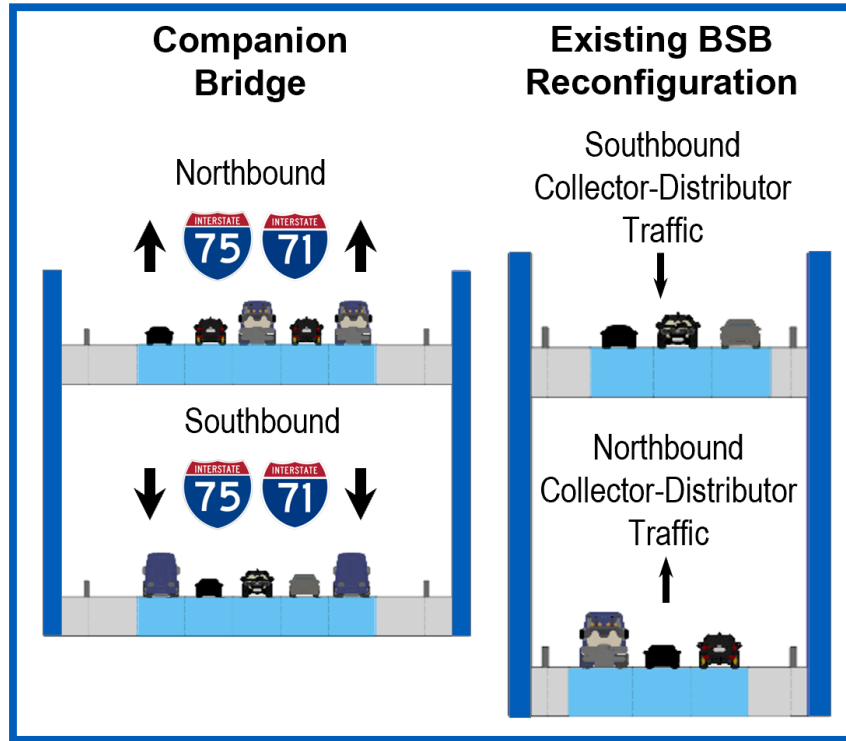 Companion
Bridge
Northbound
INTERSTATE
75
INTERSTATE
71
Southbound
INTERSTATE
75
INTERSTATE
71
Existing BSB
Reconfiguration
Southbound
Collector-Distributor
Traffic
Northbound
Collector-Distributor
Traffic